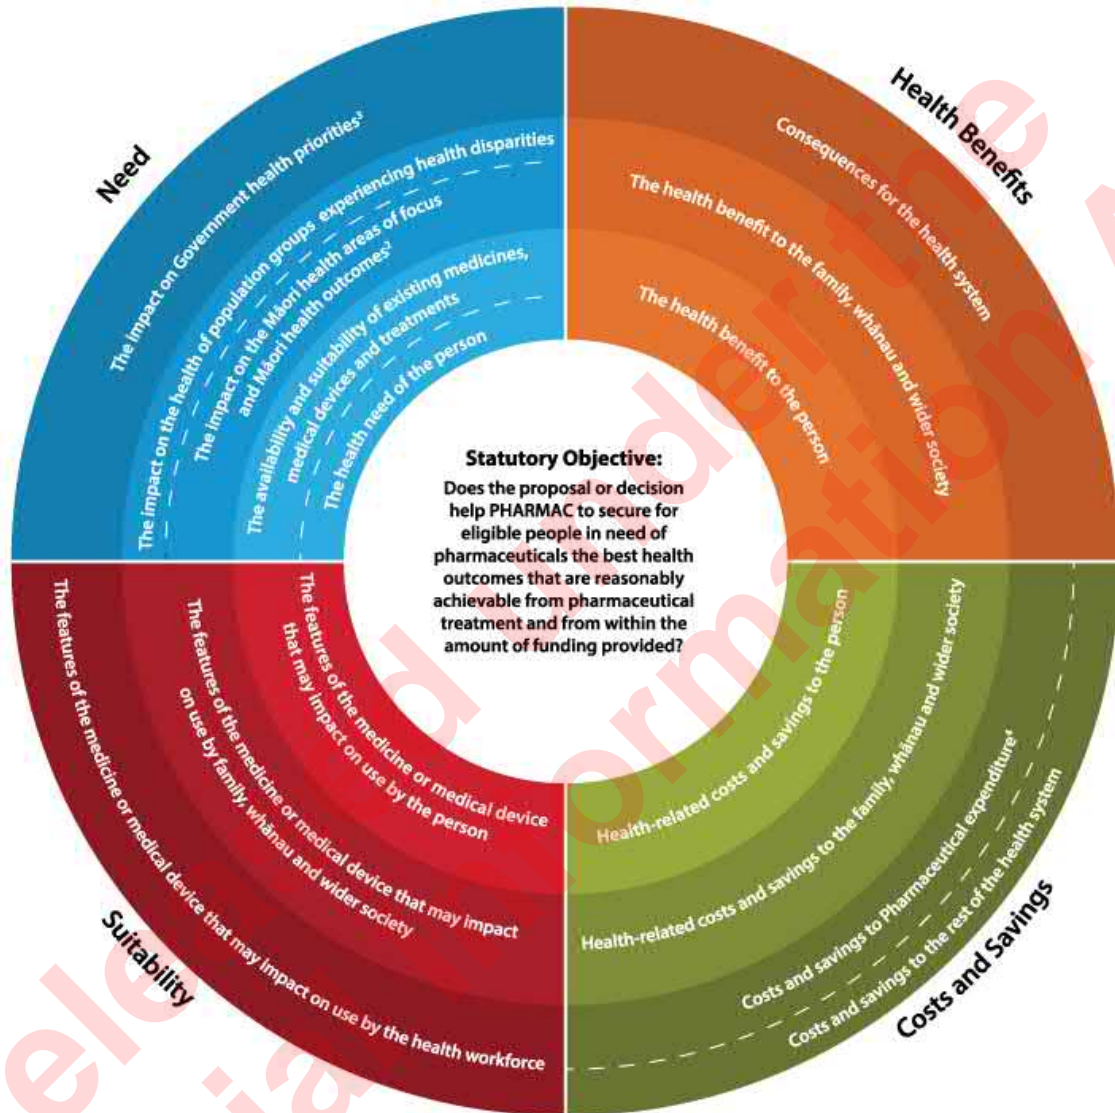 Need
The impact on Government health priorities³
The impact on the health of population groups experiencing health disparities
The impact on the Māori health areas of focus
and Māori health outcomes²
The availability and suitability of existing medicines,
medical devices and treatments
The health need of the person
Health Benefits
Consequences for the health system
The health benefit to the family, whānau and wider society
The health benefit to the person
Statutory Objective:
Does the proposal or decision
help PHARMAC to secure for
eligible people in need of
pharmaceuticals the best health
outcomes that are reasonably
achievable from pharmaceutical
treatment and from within the
amount of funding provided?
The features of the medicine or medical device
that may impact on use by the person
The features of the medicine or medical device that may impact
on use by family, whānau and wider society
The features of the medicine or medical device that may impact on use by the health workforce
Suitability
Health-related costs and savings to the person
Health-related costs and savings to the family, whānau and wider society
Costs and savings to Pharmaceutical expenditure⁴
Costs and savings to the rest of the health system
Costs and Savings
under the